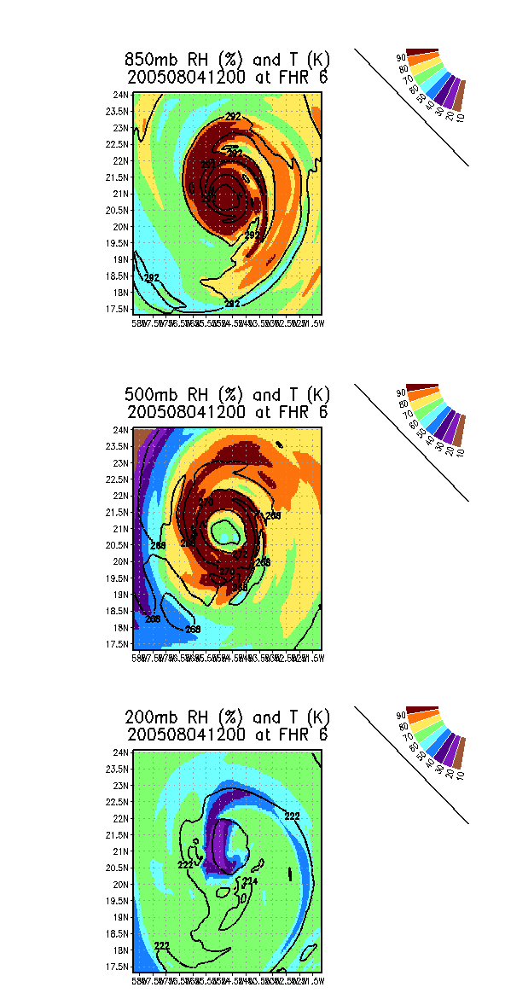 850mb RH (%) and T (K)
200508041200 at FHR 6
90
80
70
60
50
40
30
20
10
24N
23.5N
23N
22.5N
22N
21.5N
21N
20.5N
20N
19.5N
19N
18.5N
18N
17.5N
292
292
292
292
292
500mb RH (%) and T (K)
200508041200 at FHR 6
90
80
70
60
50
40
30
20
10
24N
23.5N
23N
22.5N
22N
21.5N
21N
20.5N
20N
19.5N
19N
18.5N
18N
17.5N
270
268
268
268
270
268
268
268
200mb RH (%) and T (K)
200508041200 at FHR 6
90
80
70
60
50
40
30
20
10
24N
23.5N
23N
22.5N
22N
21.5N
21N
20.5N
20N
19.5N
19N
18.5N
18N
17.5N
222
222
224
222